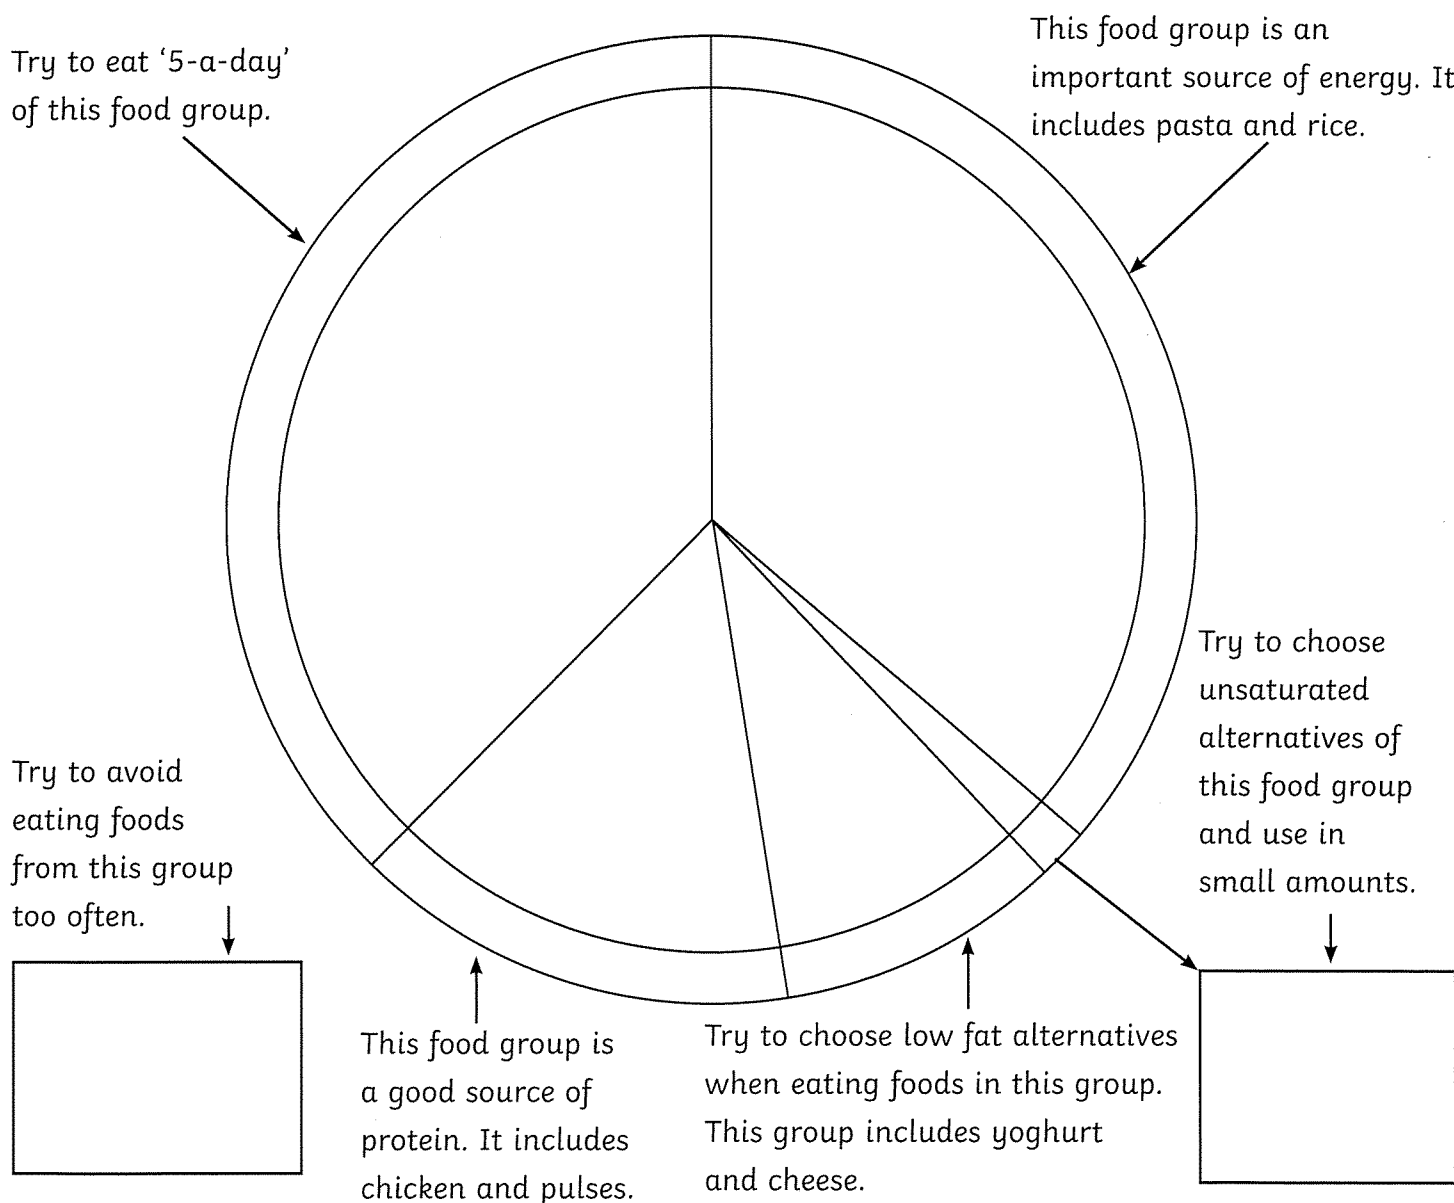 Try to eat ‘5-a-day’
of this food group.
This food group is an
important source of energy. It
includes pasta and rice.
Try to choose
unsaturated
alternatives of
this food group
and use in
small amounts.
Try to avoid
eating foods
from this group
too often.
This food group is
a good source of
protein. It includes
chicken and pulses.
Try to choose low fat alternatives
when eating foods in this group.
This group includes yoghurt
and cheese.